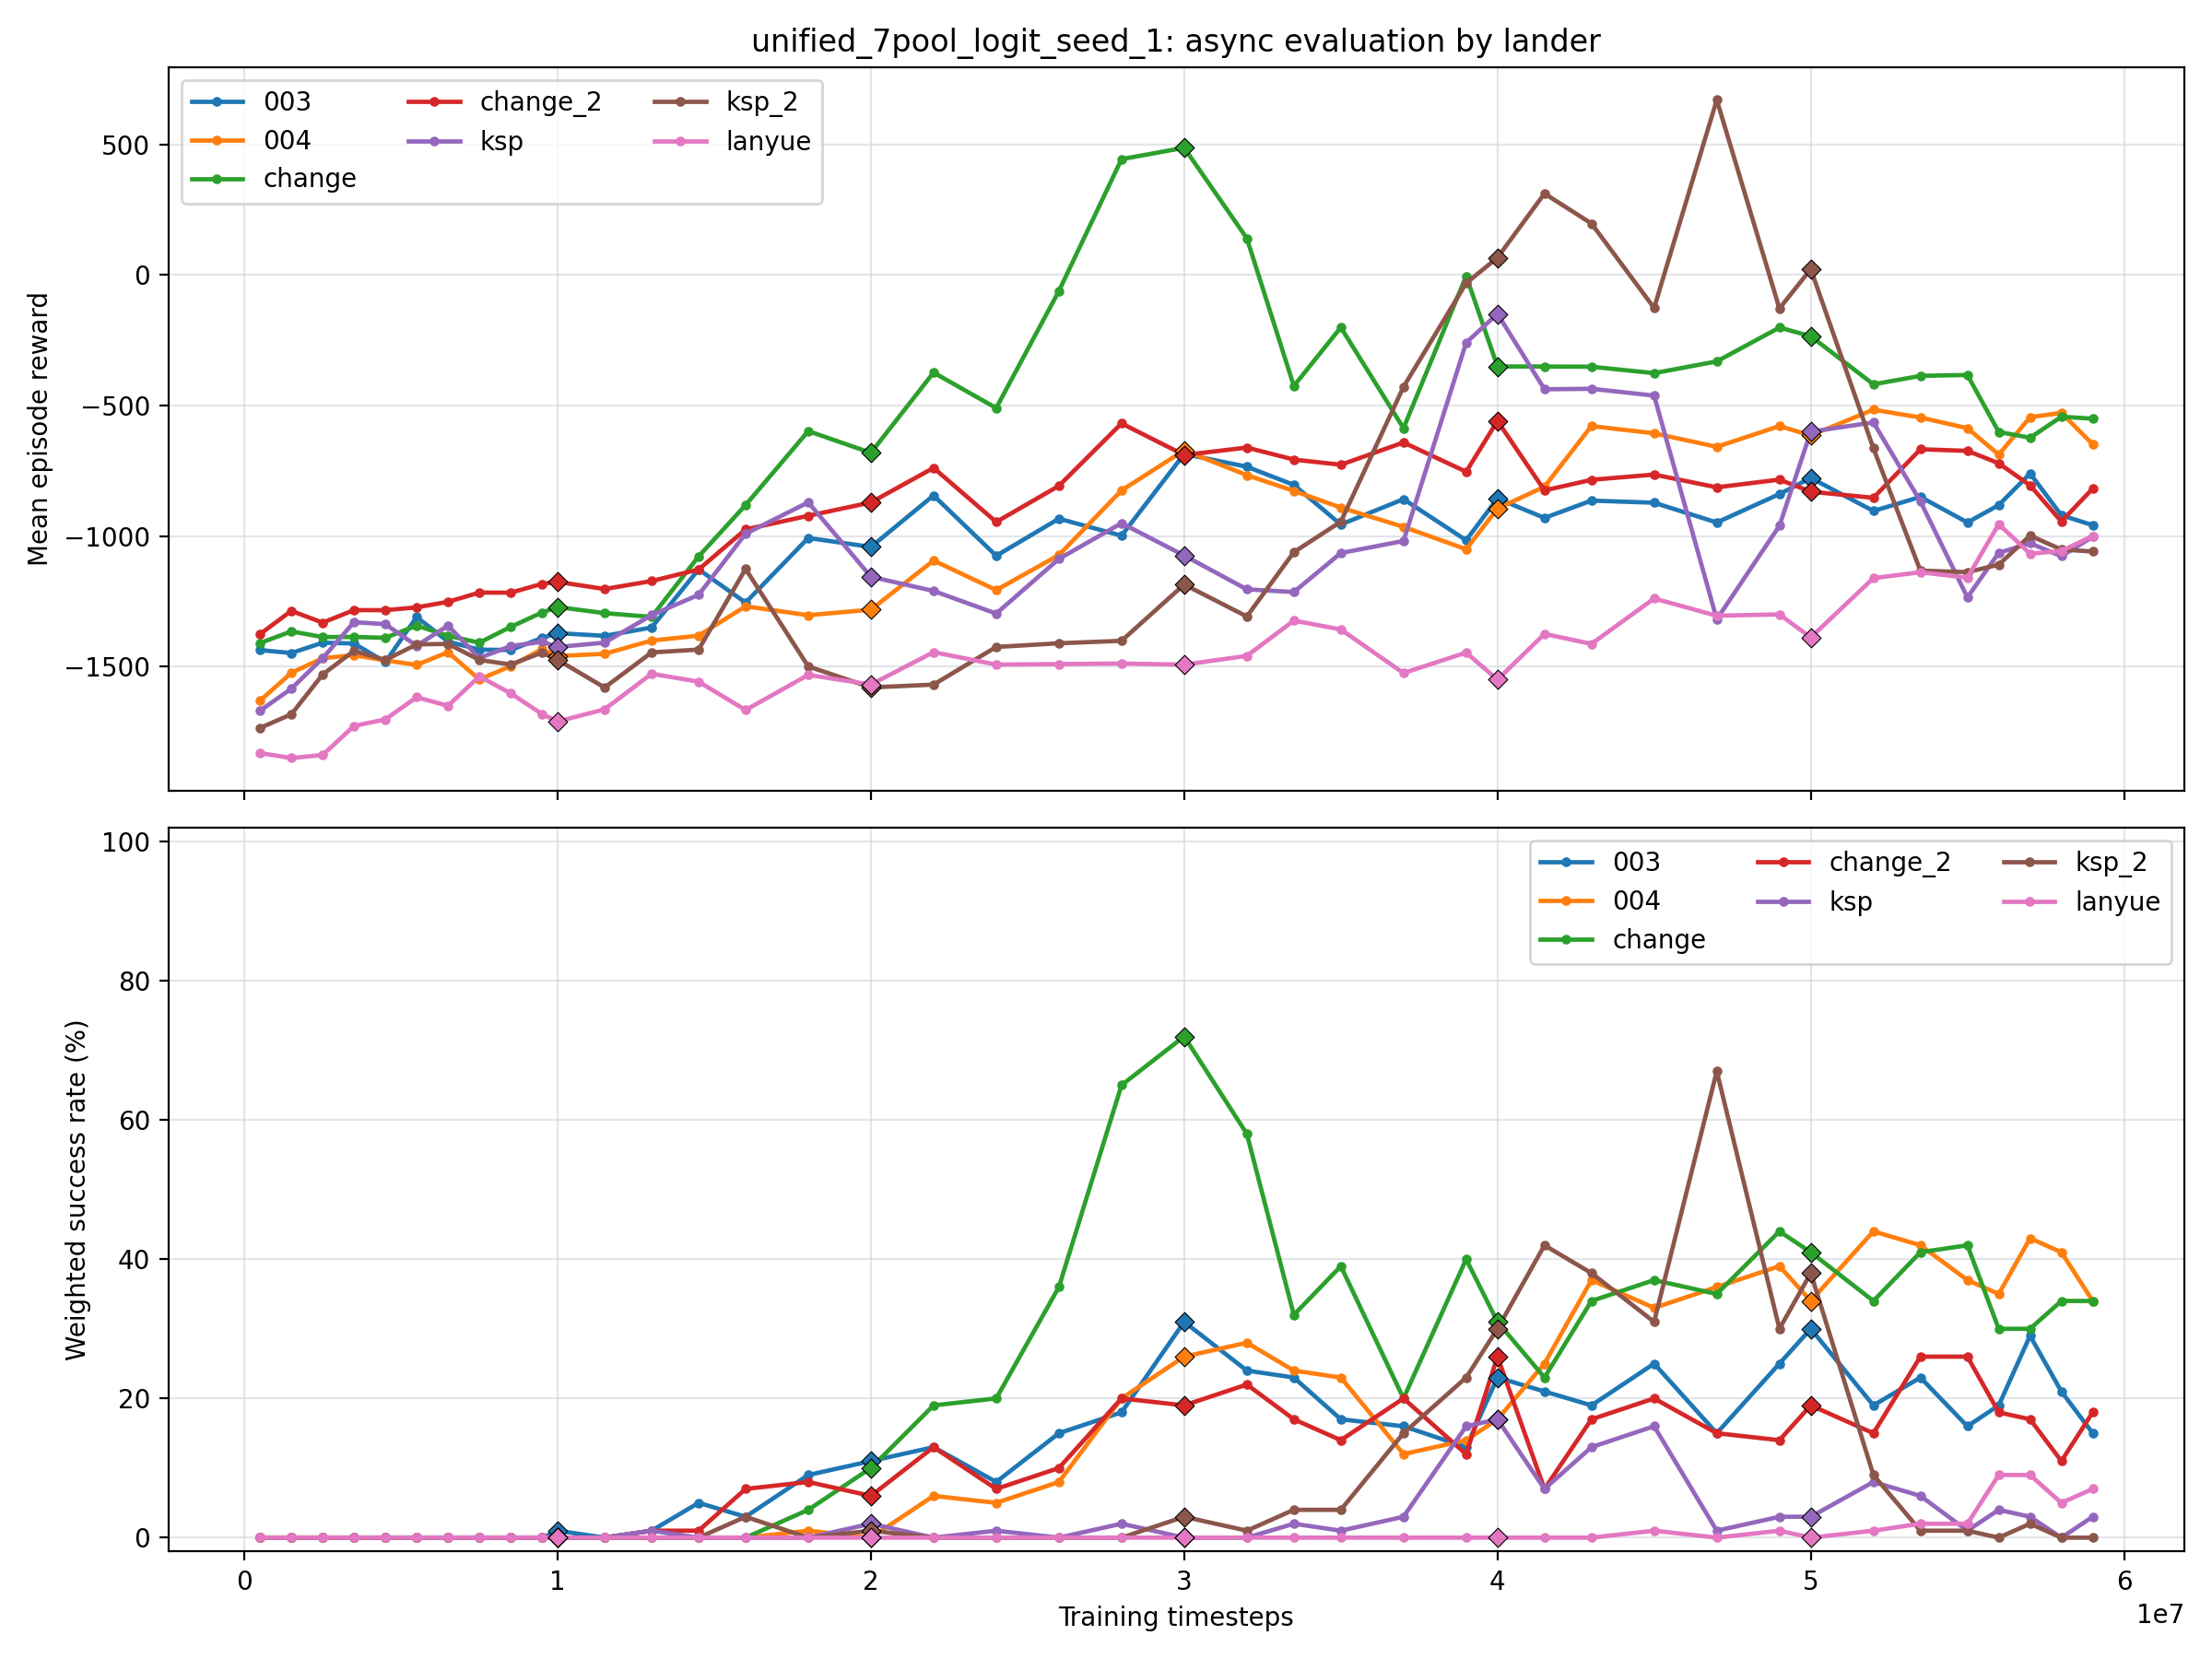 unified_7pool_logit_seed_1: async evaluation by lander
003 change_2 ksp_2
004 ksp lanyue
change
500
0
−500
−1000
−1500
Mean episode reward
003 change_2 ksp_2
004 ksp lanyue
change
100
80
60
40
20
0
Weighted success rate (%)
0 1 2 3 4 5 6
Training timesteps
1e7